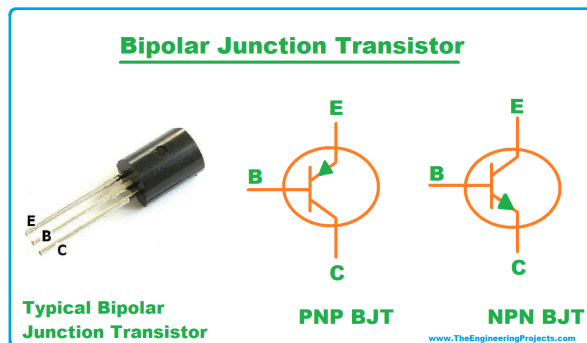 Bipolar Junction Transistor
E
B
C
E
B
C
E
B
C
Typical Bipolar
Junction Transistor
PNP BJT
NPN BJT
www.TheEngineeringProjects.com